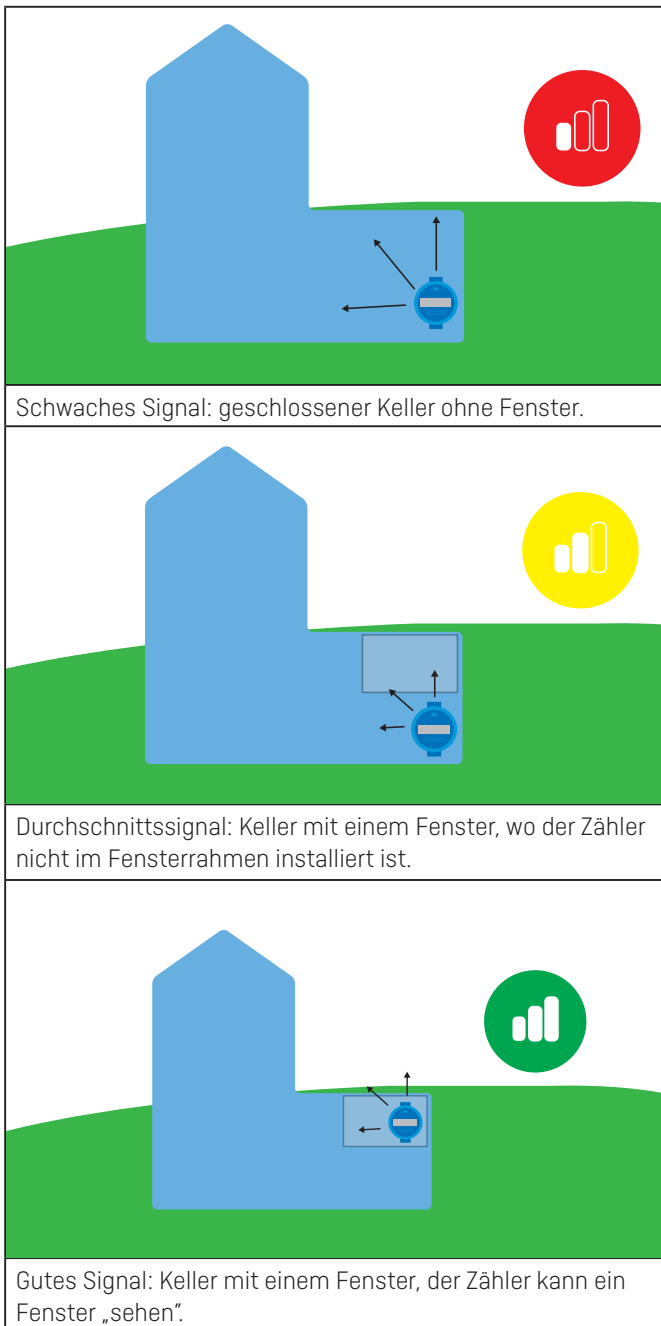 Schwaches Signal: geschlossener Keller ohne Fenster.
Durchschnittssignal: Keller mit einem Fenster, wo der Zähler
nicht im Fensterrahmen installiert ist.
Gutes Signal: Keller mit einem Fenster, der Zähler kann ein
Fenster „sehen“.